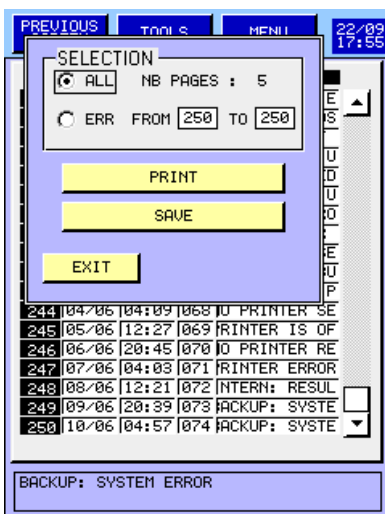 PREVIOUS TOOLS MENU 22/09
17:55
SELECTION
ALL NB PAGES : 5
ERR FROM 250 TO 250
PRINT
SAVE
EXIT
244 04/06 04:09 068 PRINTER SE
245 05/06 12:27 069 RINTER IS OF
246 06/06 20:45 070 PRINTER RE
247 07/06 04:03 071 RINTER ERROR
248 08/06 12:21 072 NTERN: RESUL
249 09/06 20:39 073 ACKUP: SYSTE
250 10/06 04:57 074 ACKUP: SYSTE
BACKUP: SYSTEM ERROR